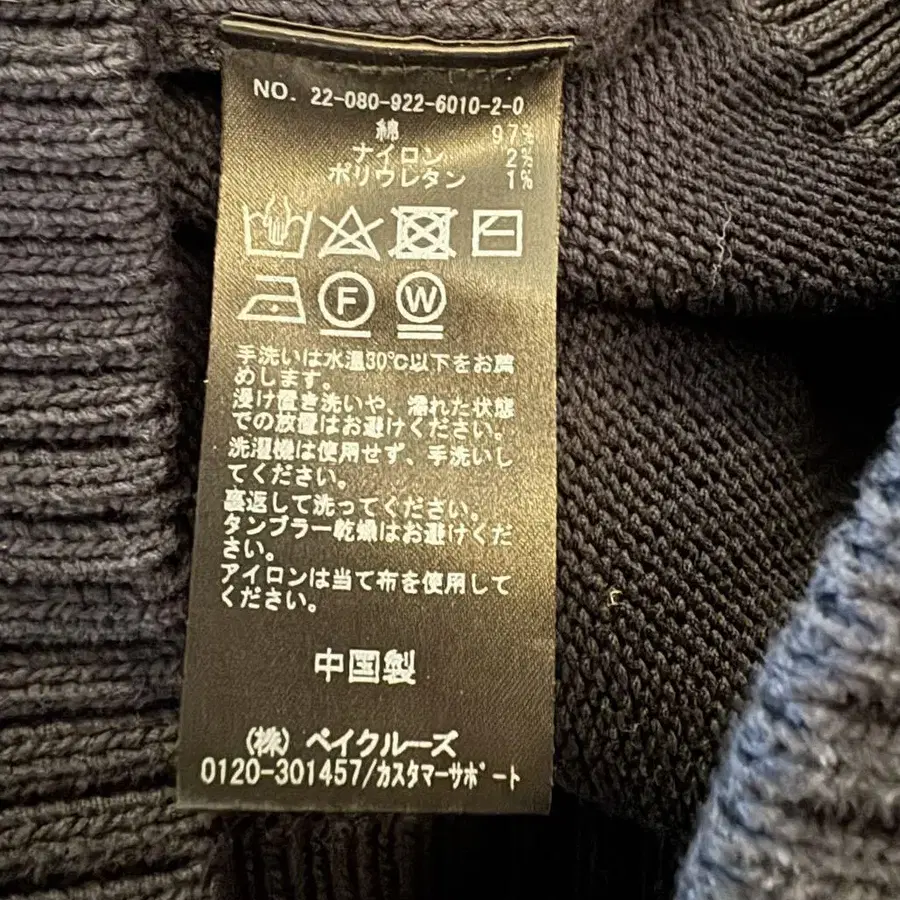 NO. 22-080-922-6010-2-0
綿 97%
ナイロン 2%
ポリウレタン 1%
F W
手洗いは水温30℃以下をお薦
めします。
浸け置き洗いや、濡れた状態
での放置はお避けください。
洗濯機は使用せず、手洗いし
てください。
裏返して洗ってください。
タンブラー乾燥はお避けくだ
さい。
アイロンは当て布を使用して
ください。
中国製
(株) ベイクルーズ
0120-301457/カスタマーサポート